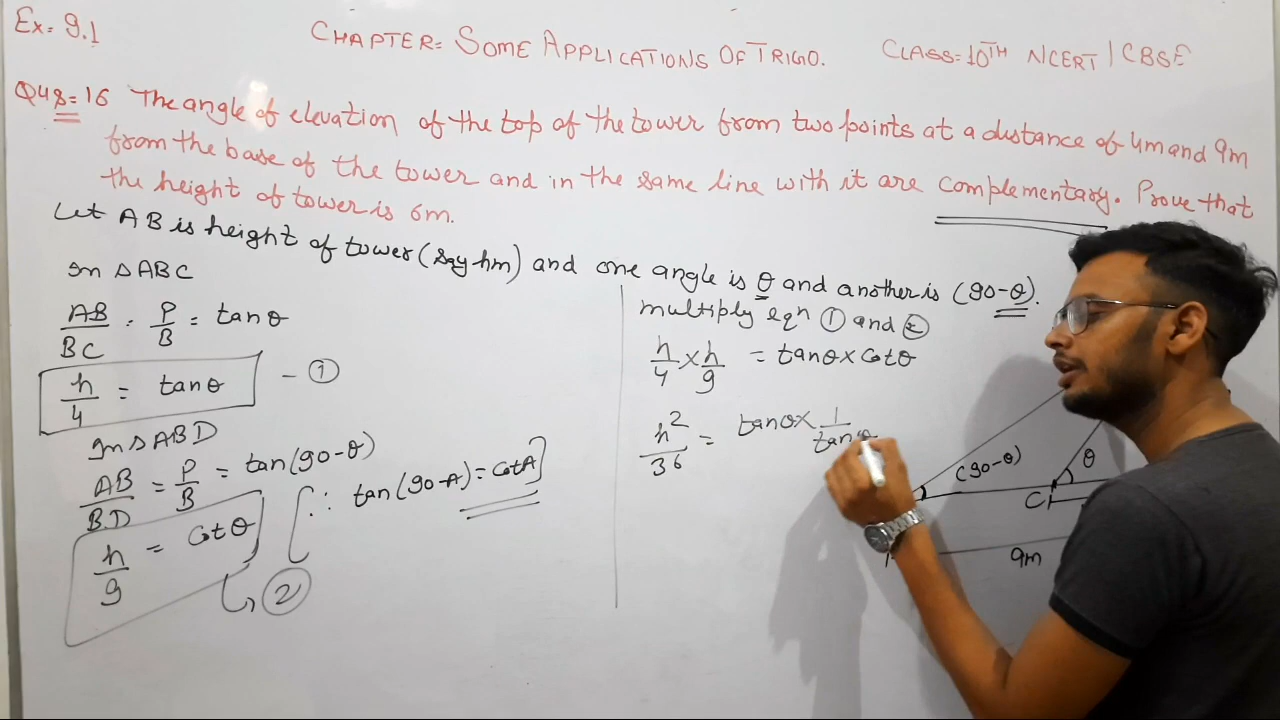 Ex= 9.1
CHAPTER= SOME APPLICATIONS OF TRIGO.
CLASS=10TH NCERT / CBSE
QUS=16 The angle of elevation of the top of the tower from two points at a distance of 4m and 9m
from the base of the tower and in the same line with it are complementary. Prove that
the height of tower is 6m.
Let AB is height of tower (say hm) and one angle is θ and another is (90-θ).
In △ABC
AB/BC = P/B = tanθ
h/4 = tanθ - ①
In △ABD
AB/BD = P/B = tan(90-θ)
[∵ tan(90-A) = CotA]
h/9 = Cotθ
↳ ②
multiply eqn ① and ②
h/4 × h/9 = tanθ × Cotθ
h²/36 = tanθ × 1/tan
(90-θ)
θ
C
9m